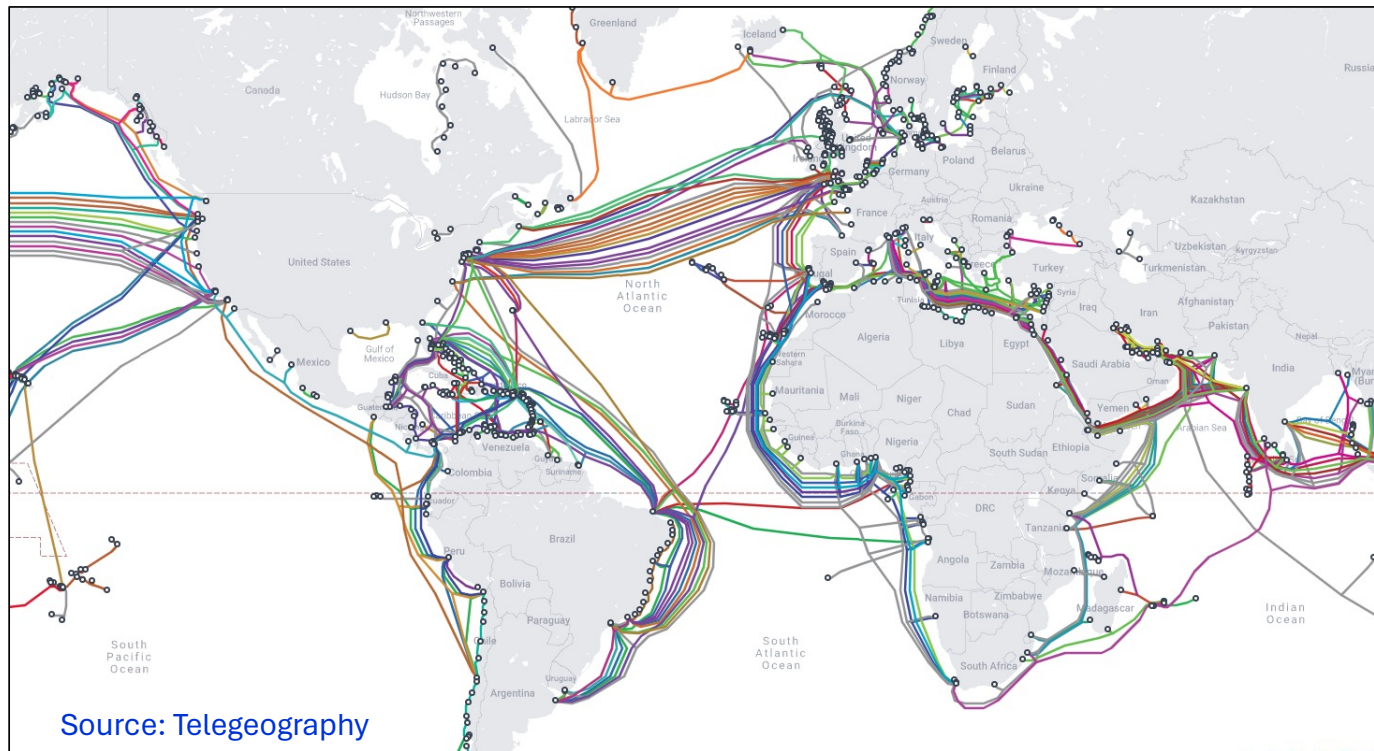 Northwestern
Passages
Greenland
Iceland
Sweden
Finland
Norway
Russia
Canada
Hudson Bay
Labrador Sea
United
Kingdom
Belarus
Poland
Germany
Ukraine
Kazakhstan
Austria
France
Romania
Italy
Uzbekistan
Kyrgyzstan
Spain
Turkey
Turkmenistan
United States
North
Atlantic
Ocean
Tunisia
Syria
Morocco
Iraq
Iran
Afghanistan
Pakistan
Algeria
Libya
Egypt
Nepal
Gulf of
Mexico
Mexico
Western
Sahara
Saudi Arabia
India
Cuba
Oman
Mauritania
Mali
Niger
Sudan
Yemen
Chad
Arabian Sea
Guinea
Burkina
Faso
Nigeria
Ethiopia
Venezuela
Ghana
South Sudan
Suriname
Colombia
Somalia
Gabon
Kenya
DRC
Tanzania
Brazil
Peru
Angola
Zambia
Mozambique
Bolivia
Zimbabwe
Namibia
Madagascar
Botswana
Paraguay
Indian
Ocean
South
Pacific
Ocean
Chile
South
Atlantic
Ocean
South Africa
Uruguay
Argentina
Source: Telegeography